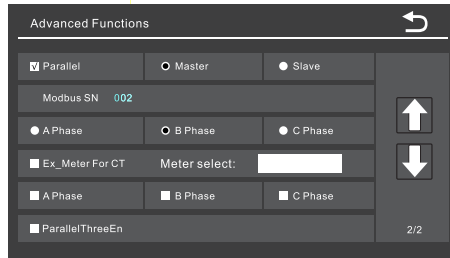 Advanced Functions
Parallel Master Slave
Modbus SN 002
A Phase B Phase C Phase
Ex_Meter For CT Meter select:
A Phase B Phase C Phase
ParallelThreeEn
2/2